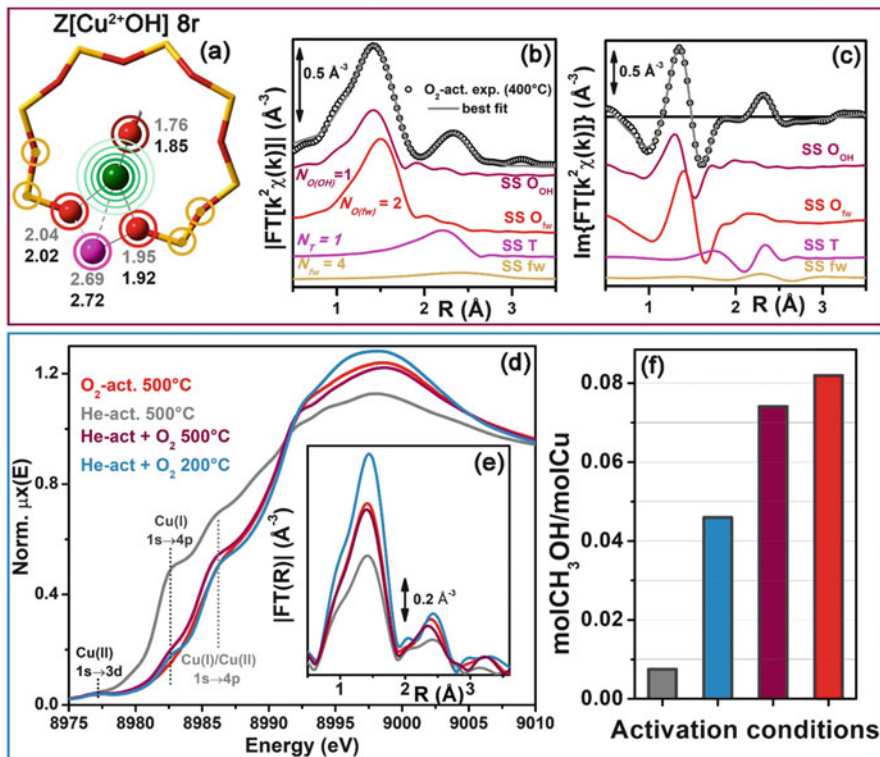 Z[Cu²⁺OH] 8r
(a)
1.76
1.85
2.04
2.02
1.95
1.92
2.69
2.72
(b)
0.5 Å⁻³
O₂-act. exp. (400°C)
best fit
|FT[k²χ(k)]| (Å⁻³)
N_O(OH)=1
SS O_OH
N_O(fw) = 2
SS O_fw
N_T = 1
SS T
N_fw = 4
SS fw
1
2
3
R (Å)
(c)
0.5 Å⁻³
Im{FT[k²χ(k)]} (Å⁻³)
SS O_OH
SS O_fw
SS T
SS fw
1
2
3
R (Å)
(d)
Norm. μx(E)
1.2
0.8
0.4
0.0
O₂-act. 500°C
He-act. 500°C
He-act + O₂ 500°C
He-act + O₂ 200°C
Cu(I)
1s→4p
Cu(II)
1s→3d
Cu(I)/Cu(II)
1s→4p
8975
8980
8985
8990
8995
9000
9005
9010
Energy (eV)
(e)
|FT(R)| (Å⁻³)
0.2 Å⁻³
1
2
3
R (Å)
(f)
molCH₃OH/molCu
0.08
0.06
0.04
0.02
0.00
Activation conditions